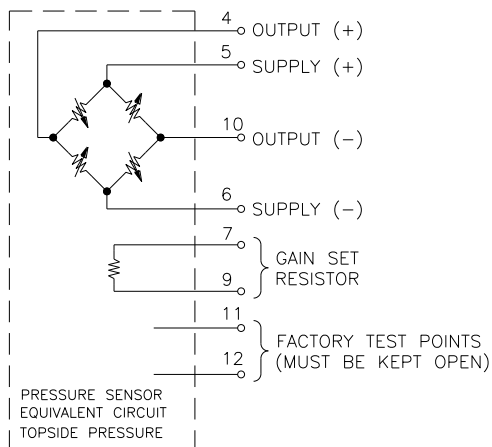 4 OUTPUT (+)
5 SUPPLY (+)
10 OUTPUT (-)
6 SUPPLY (-)
7
GAIN SET
RESISTOR
9
11
FACTORY TEST POINTS
(MUST BE KEPT OPEN)
12
PRESSURE SENSOR
EQUIVALENT CIRCUIT
TOPSIDE PRESSURE